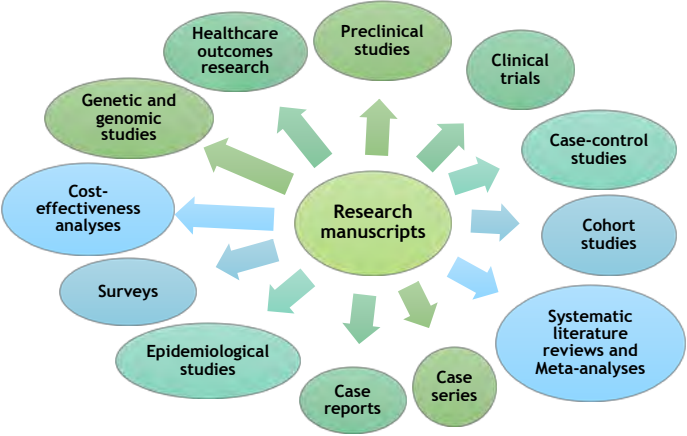 Preclinical
studies
Healthcare
outcomes
research
Clinical
trials
Genetic and
genomic
studies
Case-control
studies
Cost-
effectiveness
analyses
Research
manuscripts
Cohort
studies
Surveys
Systematic
literature
reviews and
Meta-analyses
Epidemiological
studies
Case
reports
Case
series